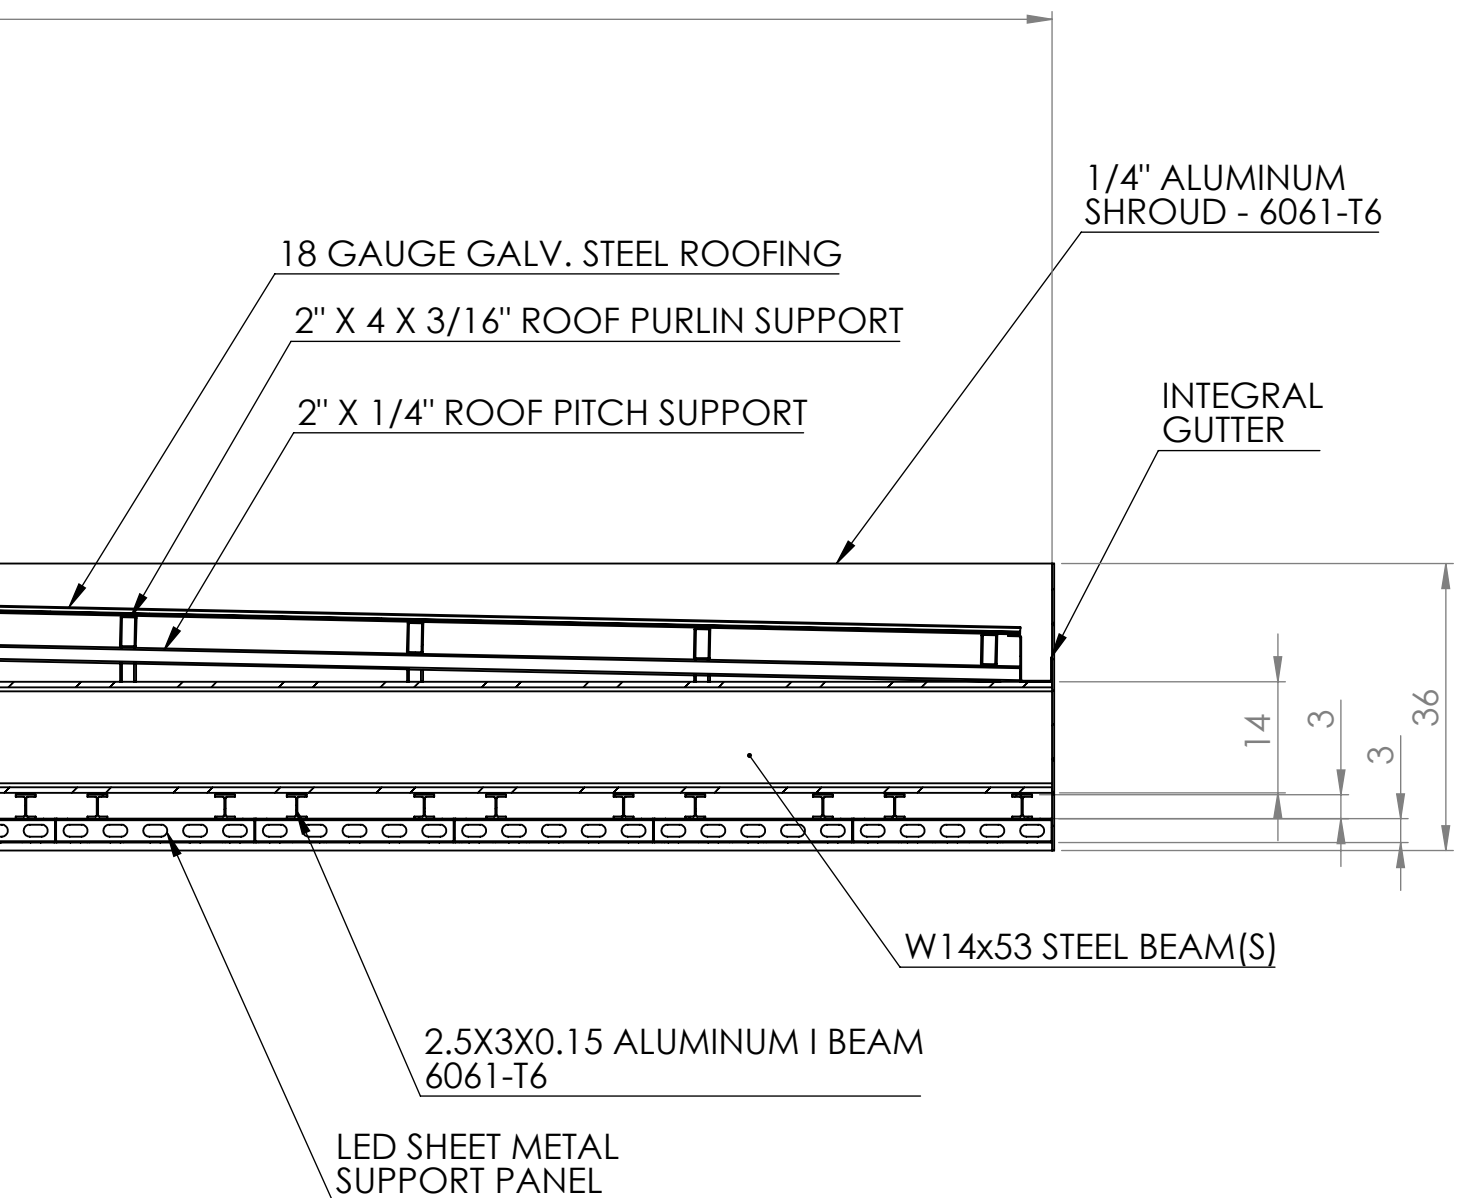 1/4" ALUMINUM
SHROUD - 6061-T6
18 GAUGE GALV. STEEL ROOFING
2" X 4 X 3/16" ROOF PURLIN SUPPORT
2" X 1/4" ROOF PITCH SUPPORT
INTEGRAL
GUTTER
14
3
3
36
W14x53 STEEL BEAM(S)
2.5X3X0.15 ALUMINUM I BEAM
6061-T6
LED SHEET METAL
SUPPORT PANEL